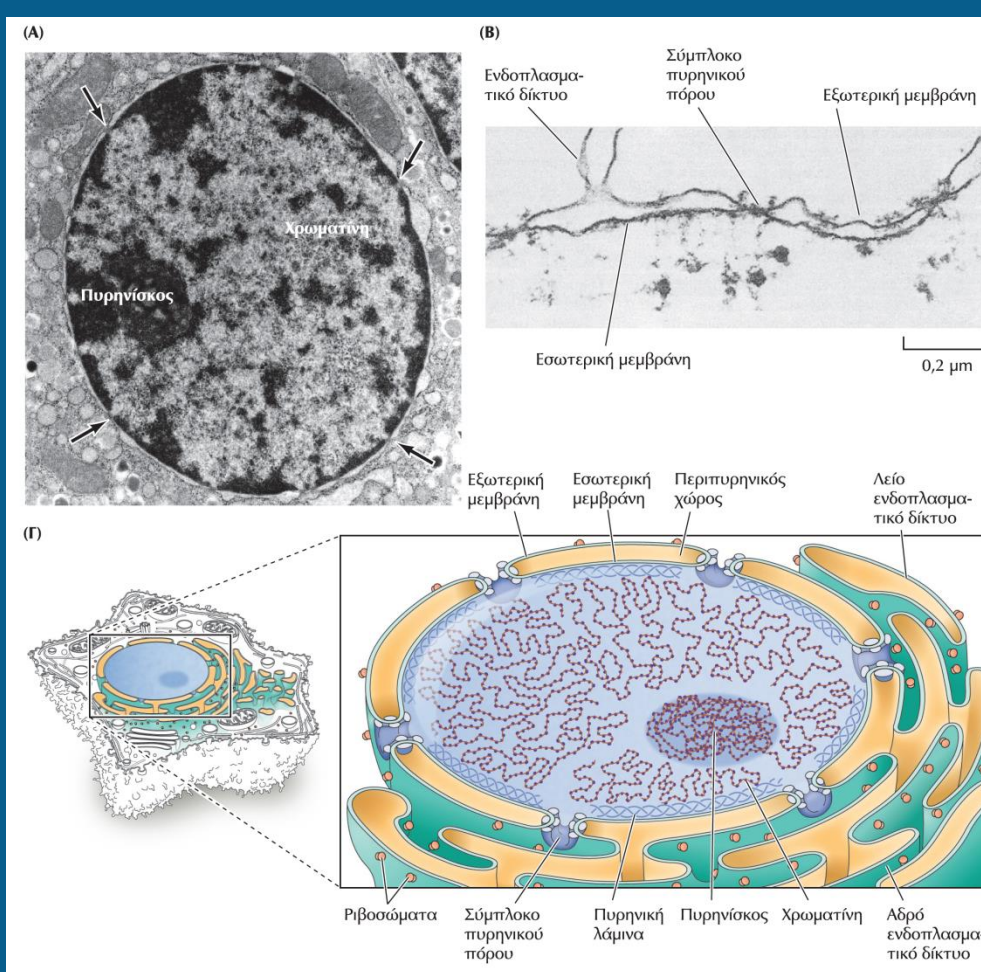 (Α)
Χρωματίνη
Πυρηνίσκος
(Β)
Ενδοπλασμα-
τικό δίκτυο
Σύμπλοκο
πυρηνικού
πόρου
Εξωτερική μεμβράνη
Εσωτερική μεμβράνη
0,2 μm
(Γ)
Εξωτερική
μεμβράνη
Εσωτερική
μεμβράνη
Περιπυρηνικός
χώρος
Λείο
ενδοπλασμα-
τικό δίκτυο
Ριβοσώματα
Σύμπλοκο
πυρηνικού
πόρου
Πυρηνική
λάμινα
Πυρηνίσκος
Χρωματίνη
Αδρό
ενδοπλασμα-
τικό δίκτυο